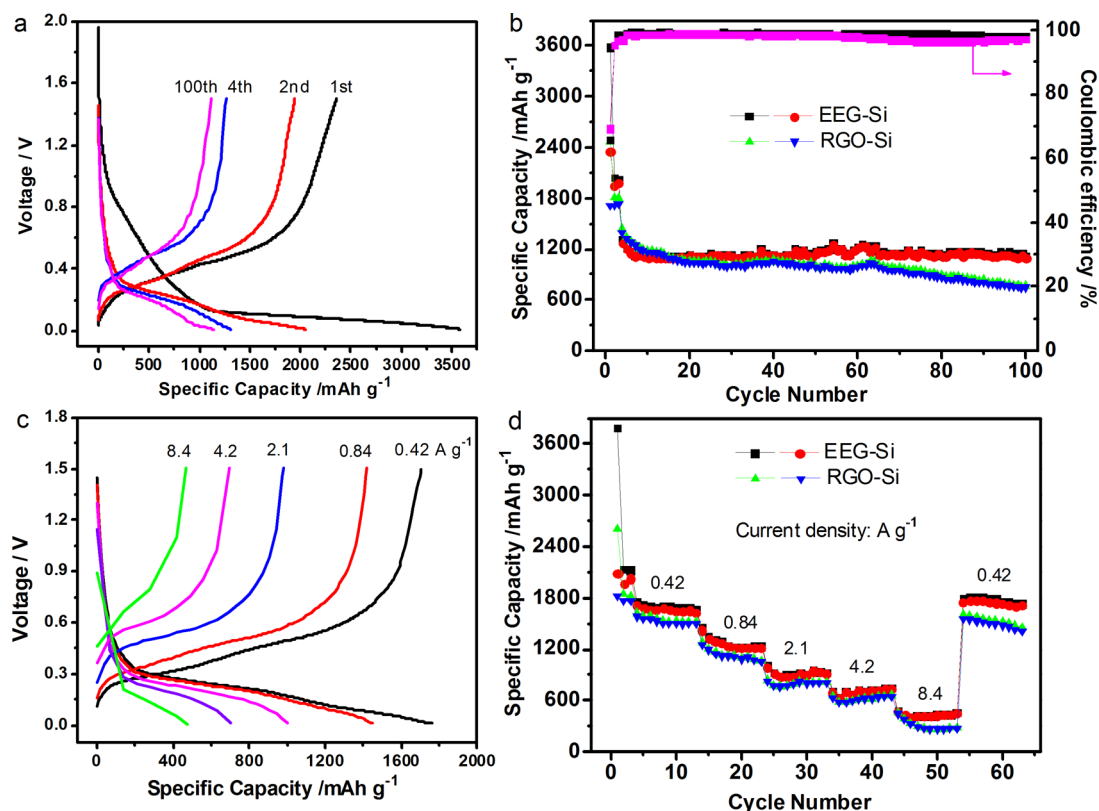 a
2.0
1.6
1.2
0.8
0.4
0.0
Voltage / V
100th 4th 2nd 1st
0 500 1000 1500 2000 2500 3000 3500
Specific Capacity /mAh g-1
b
3600
3000
2400
1800
1200
600
0
Specific Capacity /mAh g-1
EEG-Si
RGO-Si
100
80
60
40
20
0
Coulombic efficiency /%
0 20 40 60 80 100
Cycle Number
c
1.8
1.5
1.2
0.9
0.6
0.3
0.0
Voltage / V
8.4 4.2 2.1 0.84 0.42 A g-1
0 400 800 1200 1600 2000
Specific Capacity /mAh g-1
d
3600
3000
2400
1800
1200
600
0
Specific Capacity /mAh g-1
EEG-Si
RGO-Si
Current density: A g-1
0.42
0.84
2.1
4.2
8.4
0.42
0 10 20 30 40 50 60
Cycle Number